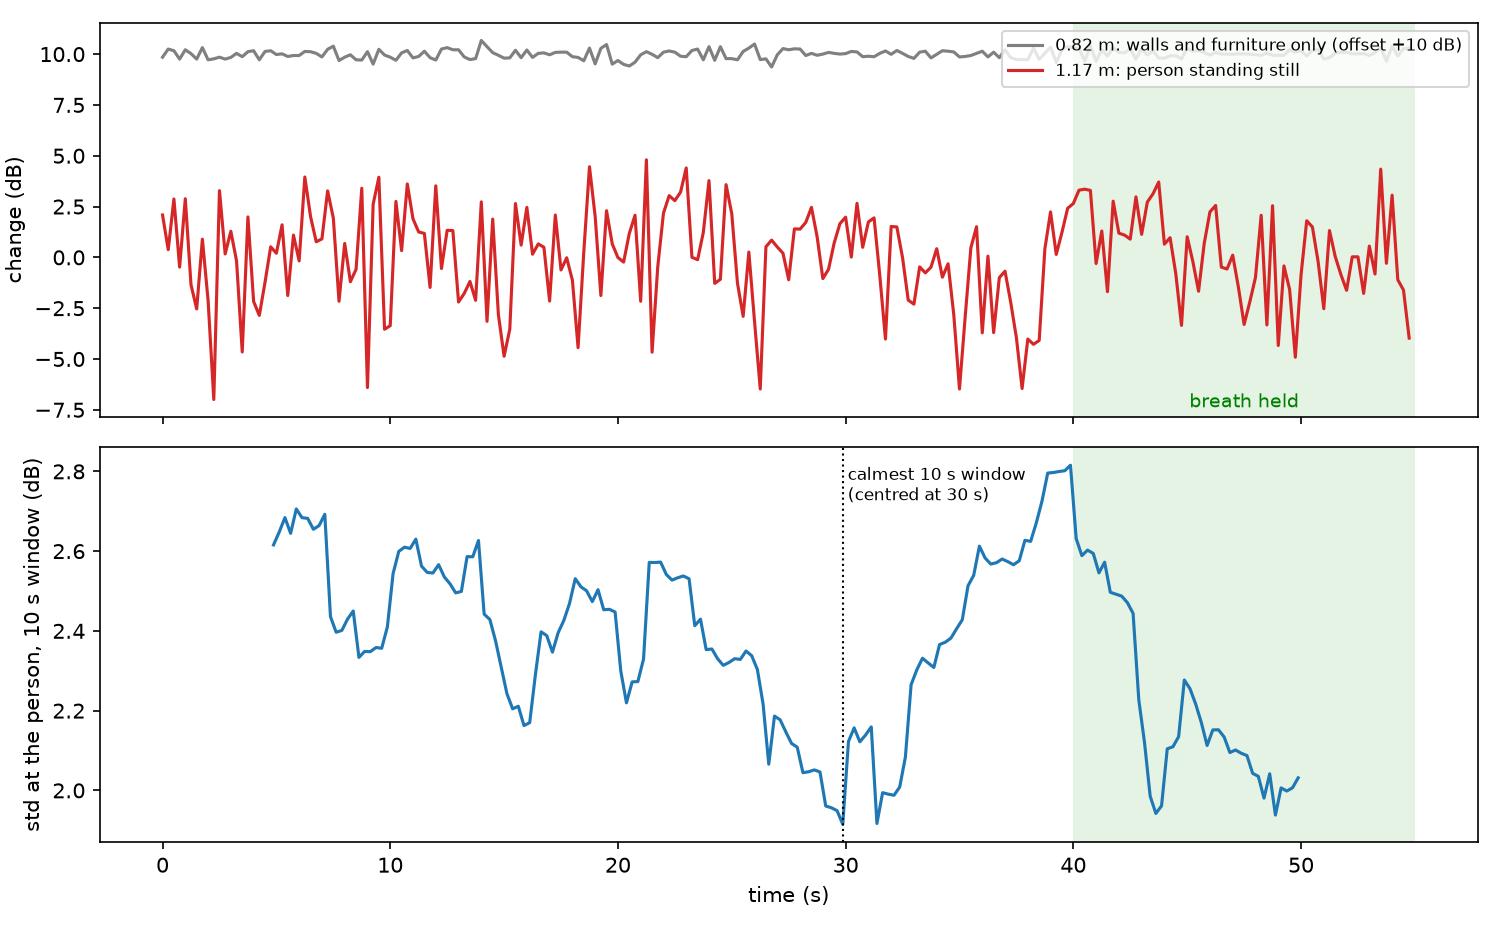 10.0
7.5
5.0
2.5
0.0
−2.5
−5.0
−7.5
change (dB)
0.82 m: walls and furniture only (offset +10 dB)
1.17 m: person standing still
breath held
2.8
2.6
2.4
2.2
2.0
std at the person, 10 s window (dB)
calmest 10 s window
(centred at 30 s)
0 10 20 30 40 50
time (s)